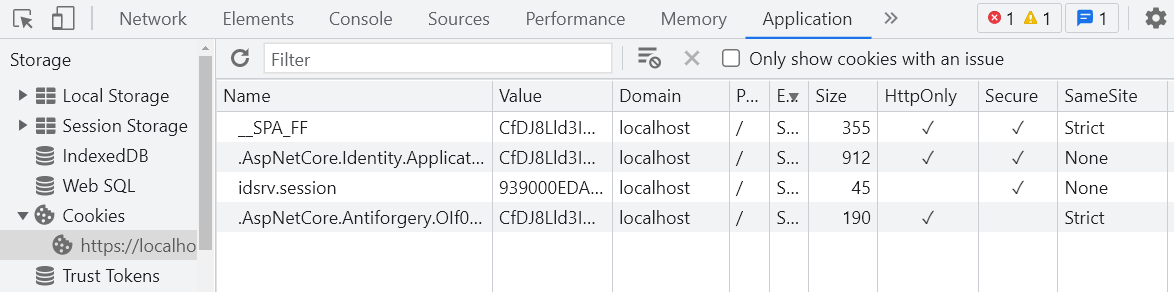 Network Elements Console Sources Performance Memory Application » 1 1 1
Storage
Filter Only show cookies with an issue
Local Storage
Session Storage
IndexedDB
Web SQL
Cookies
https://localho
Trust Tokens
Name Value Domain P... E... Size HttpOnly Secure SameSite
__SPA_FF CfDJ8Lld3I... localhost / S... 355 ✓ ✓ Strict
.AspNetCore.Identity.Applicat... CfDJ8Lld3I... localhost / S... 912 ✓ ✓ None
idsrv.session 939000EDA... localhost / S... 45 ✓ None
.AspNetCore.Antiforgery.OIf0... CfDJ8Lld3I... localhost / S... 190 ✓ Strict